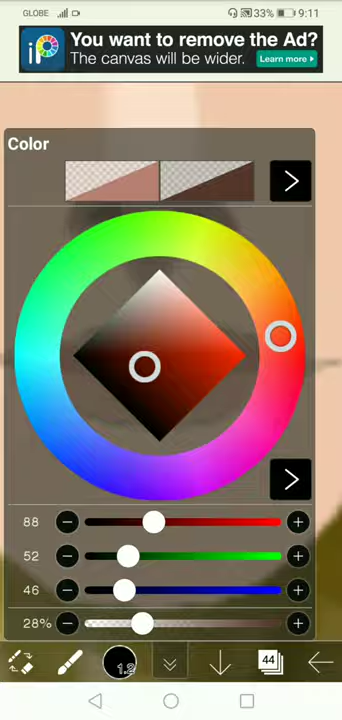 GLOBE 33% 9:11
iP You want to remove the Ad?
The canvas will be wider. Learn more
Color
88
52
46
28%
1.2 44